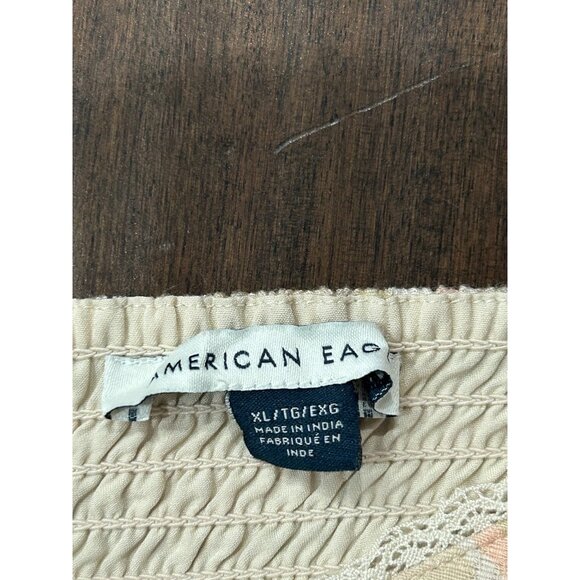 AMERICAN EAG
XL/TG/EXG
MADE IN INDIA
FABRIQUÉ EN
INDE